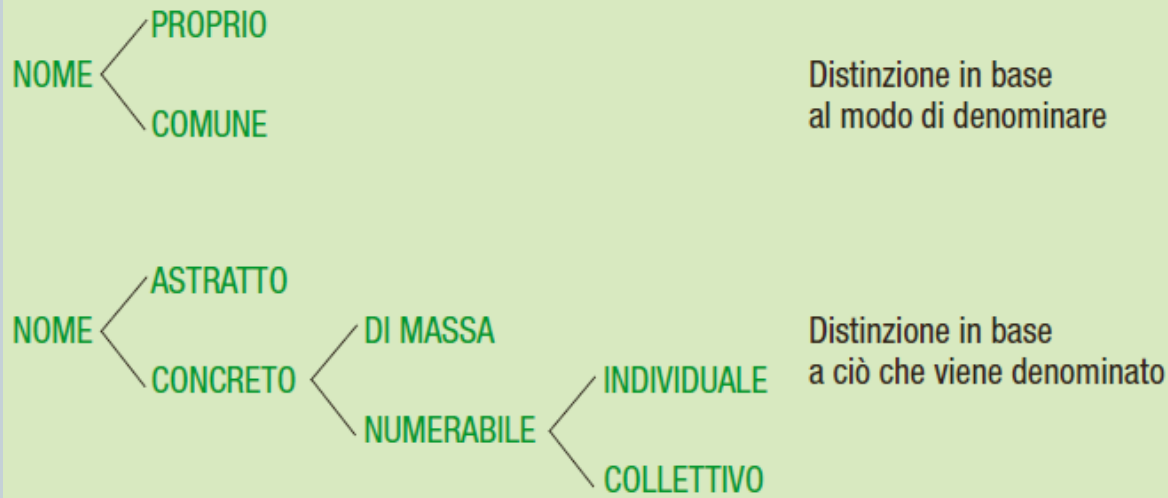 PROPRIO
NOME
COMUNE
Distinzione in base
al modo di denominare
ASTRATTO
NOME
CONCRETO
DI MASSA
NUMERABILE
INDIVIDUALE
COLLETTIVO
Distinzione in base
a ciò che viene denominato